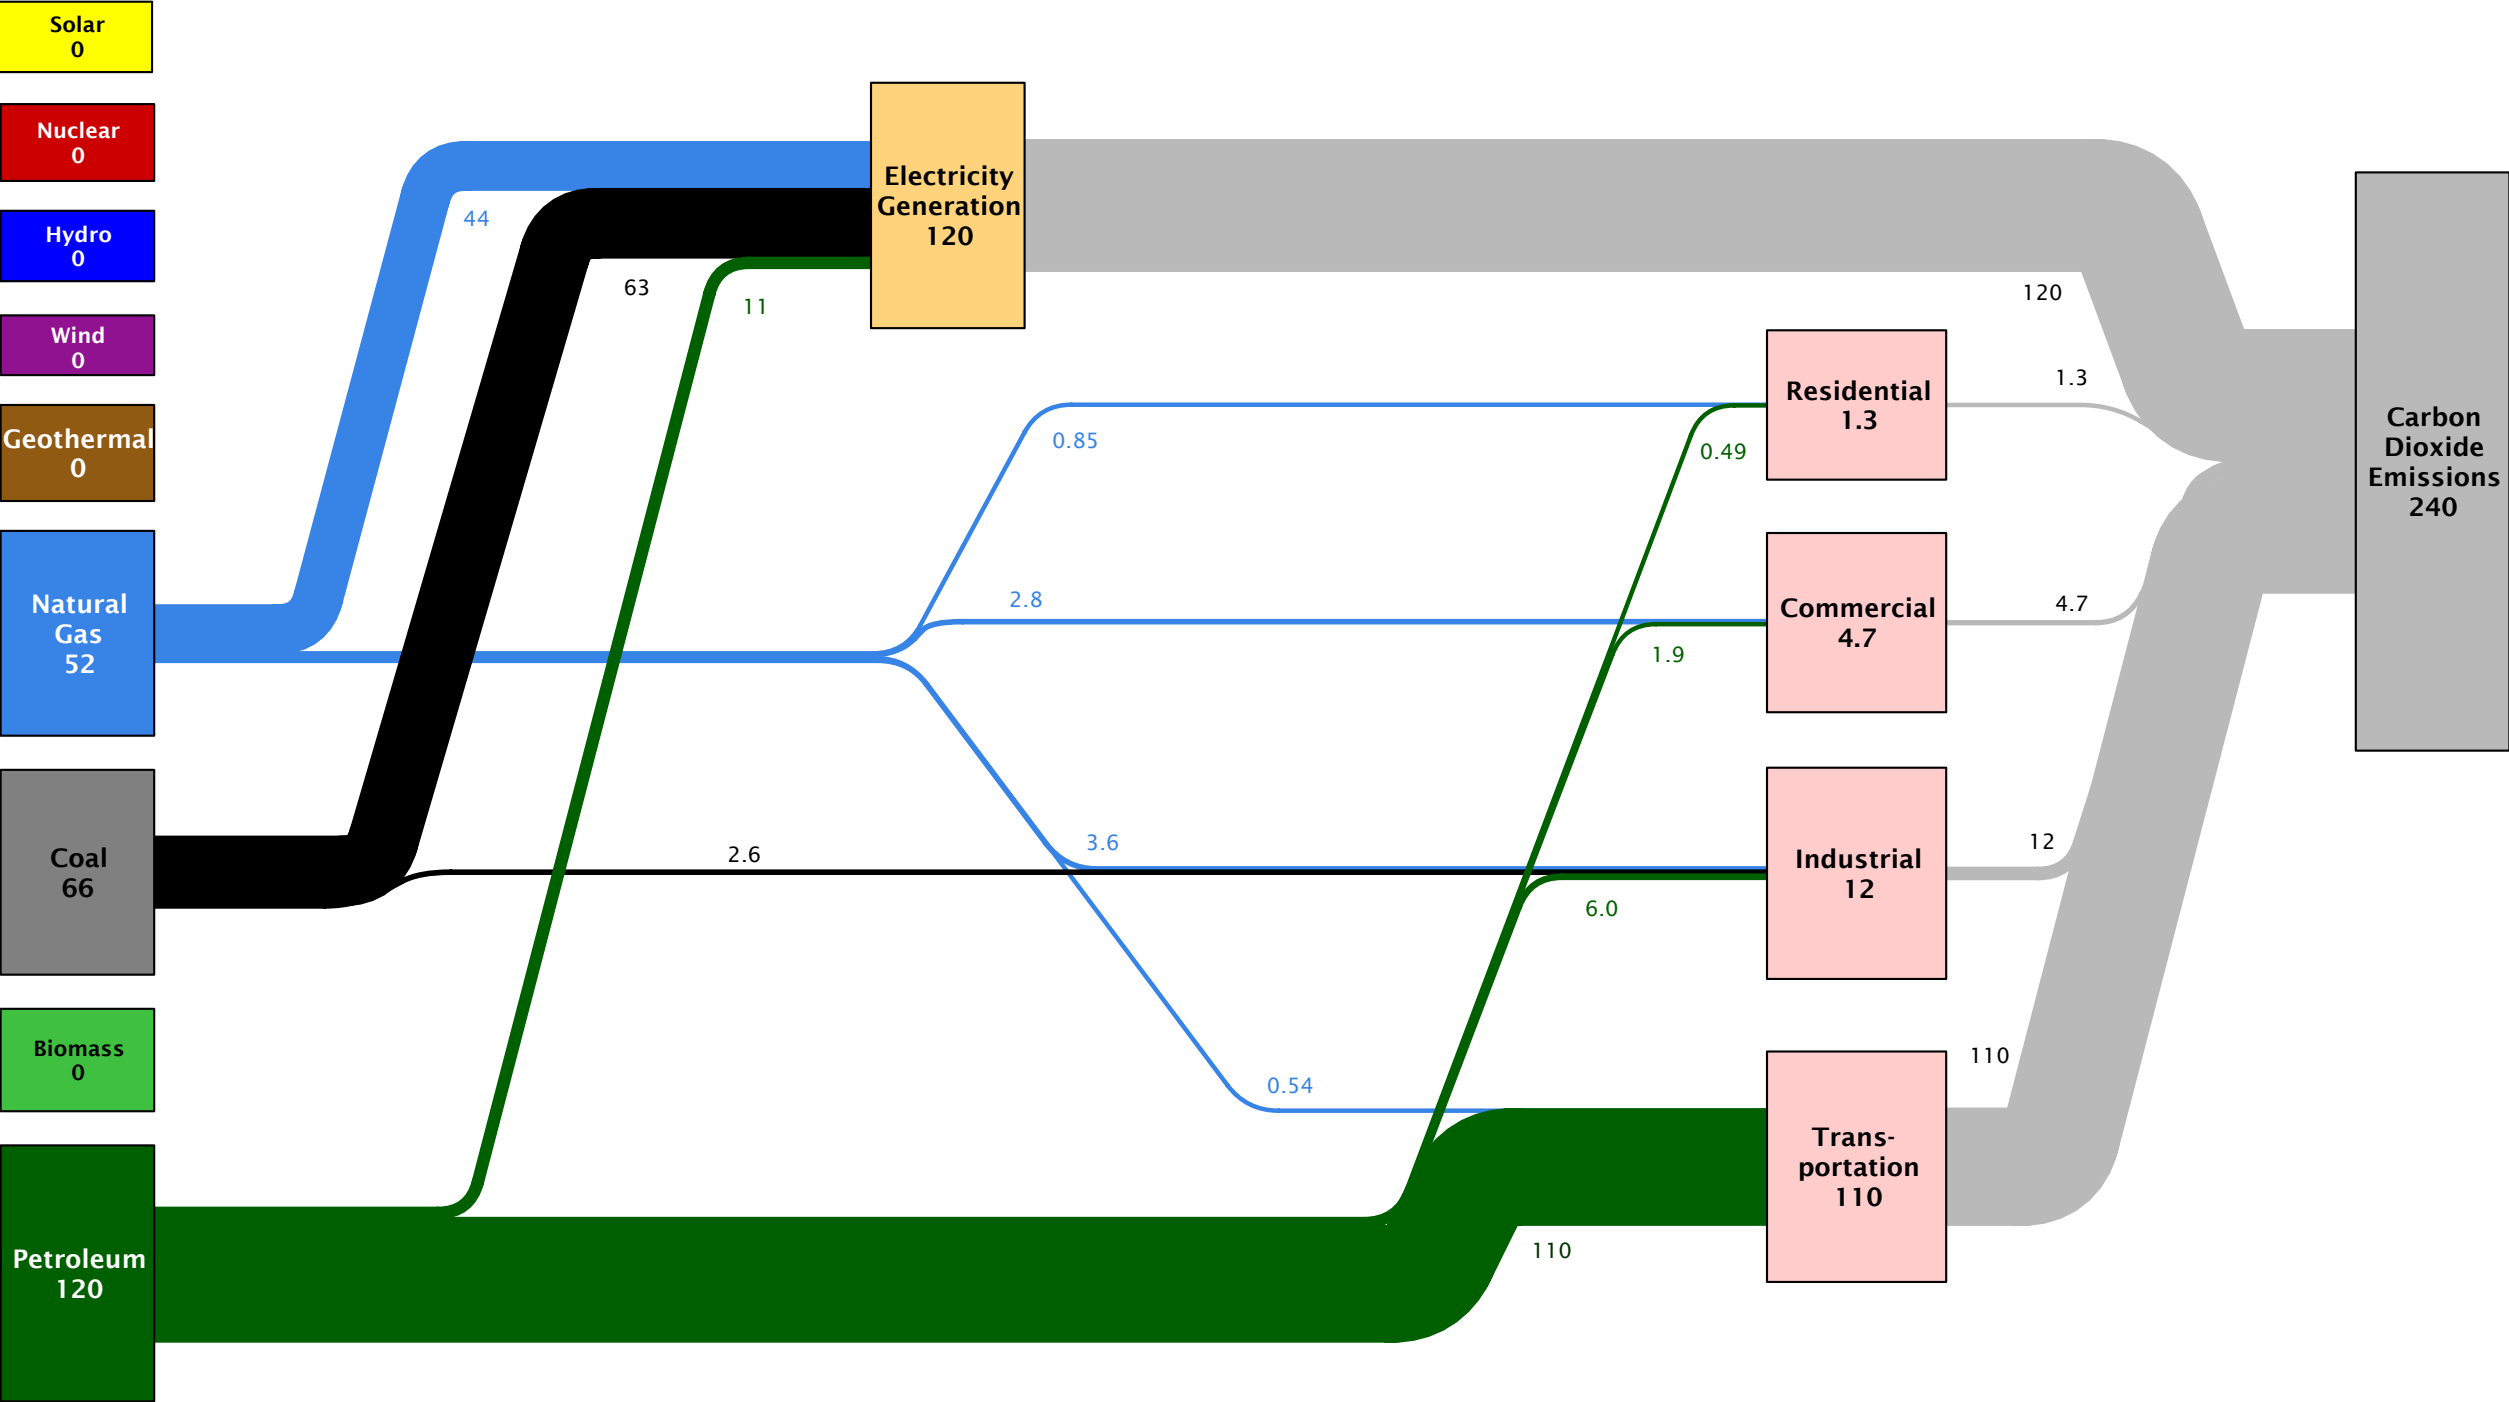 Solar
0
Nuclear
0
Hydro
0
Wind
0
Geothermal
0
Natural
Gas
52
Coal
66
Biomass
0
Petroleum
120
44
63
11
Electricity
Generation
120
0.85
2.8
3.6
2.6
0.54
0.49
1.9
6.0
110
Residential
1.3
Commercial
4.7
Industrial
12
Trans-
portation
110
120
1.3
4.7
12
110
Carbon
Dioxide
Emissions
240